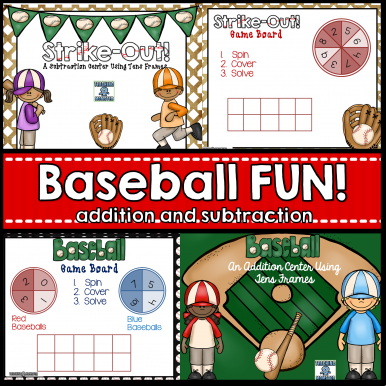 Strike-Out!
A Subtraction Center Using Tens Frames
Strike-Out!
Game Board
1. Spin
2. Cover
3. Solve
Baseball FUN!
addition and subtraction
Baseball
Game Board
1. Spin
2. Cover
3. Solve
2 0
Red
Baseballs
Blue
Baseballs
Baseball
An Addition Center Using
Tens Frames